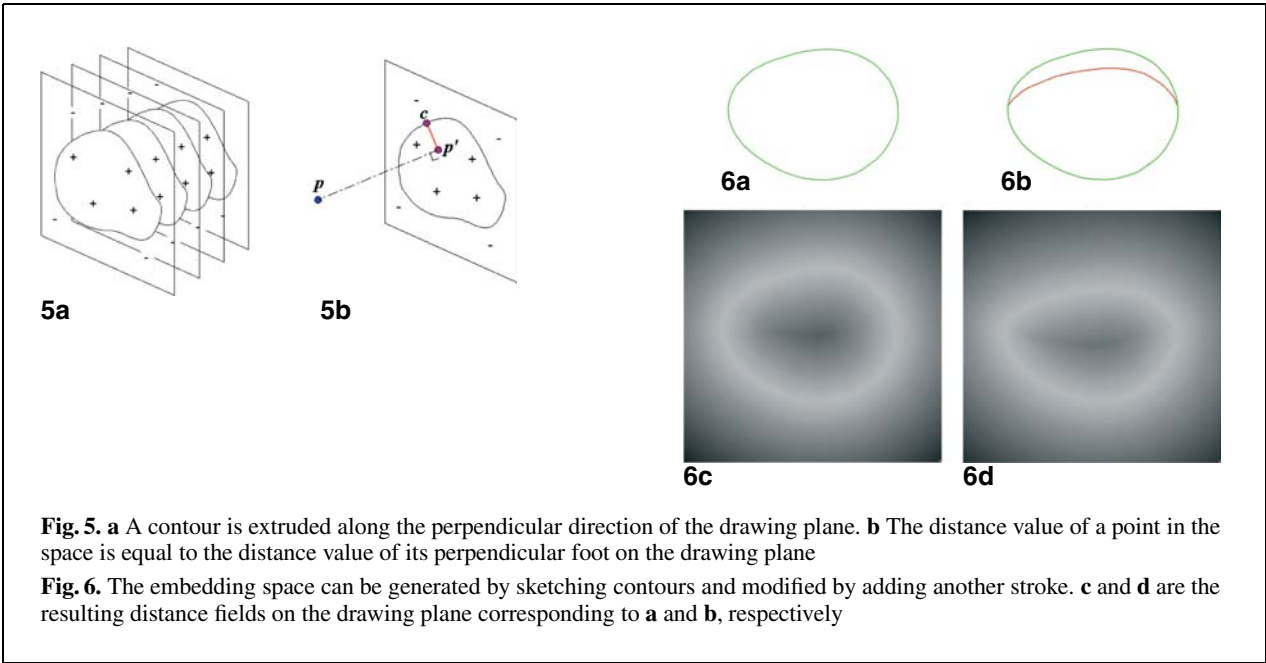 5a
5b
c
p'
p
6a
6b
6c
6d
Fig. 5. a A contour is extruded along the perpendicular direction of the drawing plane. b The distance value of a point in the
space is equal to the distance value of its perpendicular foot on the drawing plane
Fig. 6. The embedding space can be generated by sketching contours and modified by adding another stroke. c and d are the
resulting distance fields on the drawing plane corresponding to a and b, respectively